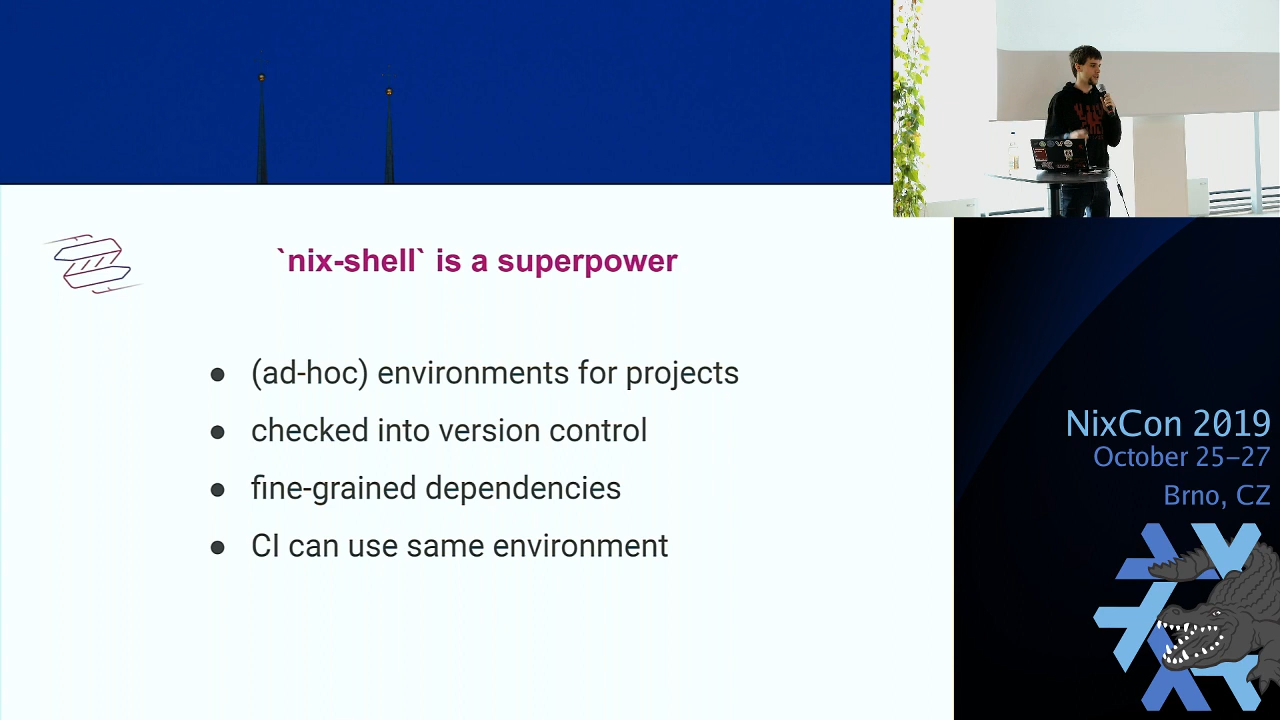 `nix-shell` is a superpower
● (ad-hoc) environments for projects
● checked into version control
● fine-grained dependencies
● CI can use same environment
NixCon 2019
October 25–27
Brno, CZ